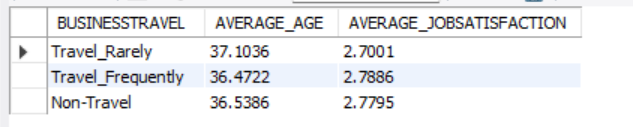 BUSINESSTRAVEL AVERAGE_AGE AVERAGE_JOBSATISFACTION
Travel_Rarely 37.1036 2.7001
Travel_Frequently 36.4722 2.7886
Non-Travel 36.5386 2.7795